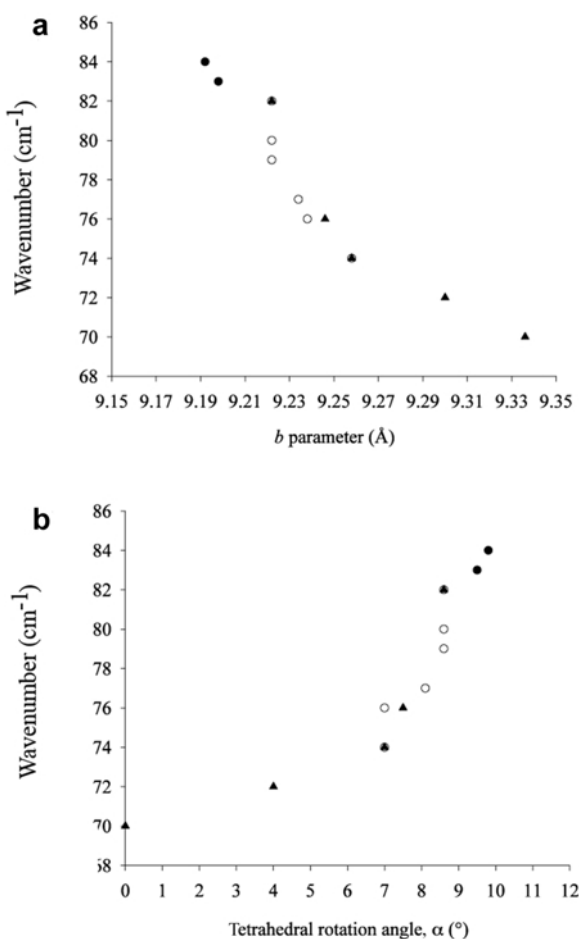 a
86
84
82
80
78
76
74
72
70
68
Wavenumber (cm-1)
9.15 9.17 9.19 9.21 9.23 9.25 9.27 9.29 9.31 9.33 9.35
b parameter (Å)
b
86
84
82
80
78
76
74
72
70
68
Wavenumber (cm-1)
0 1 2 3 4 5 6 7 8 9 10 11 12
Tetrahedral rotation angle, α (°)